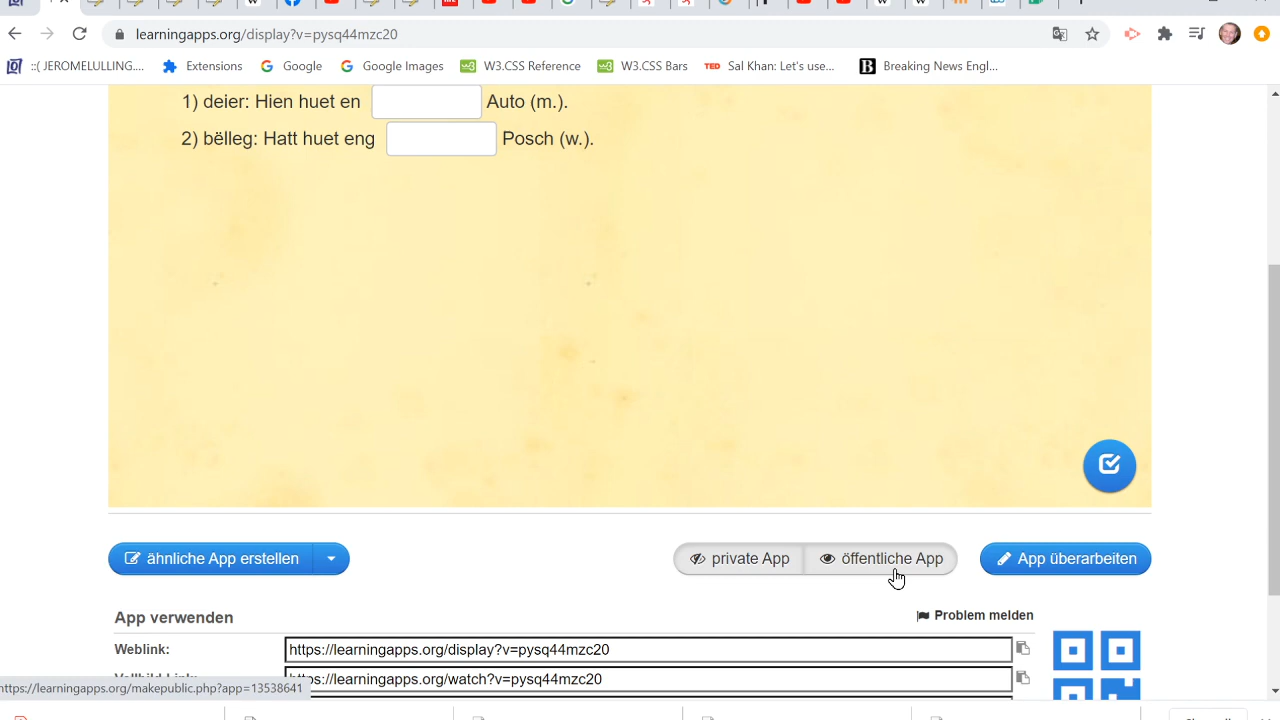 learningapps.org/display?v=pysq44mzc20
::( JEROMELULLING.... Extensions Google Google Images W3.CSS Reference W3.CSS Bars TED Sal Khan: Let's use... B Breaking News Engl...
1) deier: Hien huet en Auto (m.).
2) bëlleg: Hatt huet eng Posch (w.).
ähnliche App erstellen private App öffentliche App App überarbeiten
App verwenden Problem melden
Weblink: https://learningapps.org/display?v=pysq44mzc20
https://learningapps.org/watch?v=pysq44mzc20
https://learningapps.org/makepublic.php?app=13538641